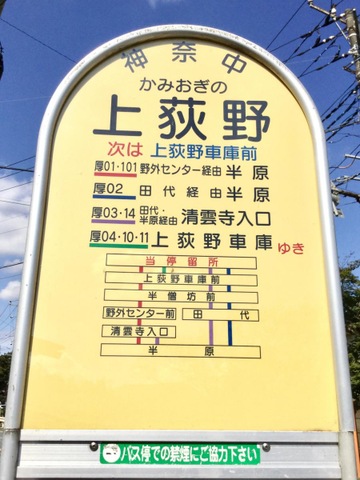 神奈中
かみおぎの
上荻野
次は 上荻野車庫前
厚01・101 野外センター経由 半原
厚02 田代経由 半原
厚03・14 田代・半原経由 清雲寺入口
厚04・10・11 上荻野車庫 ゆき
当停留所
上荻野車庫前
半僧坊前
野外センター前 田代
清雲寺入口
半原
バス停での禁煙にご協力下さい